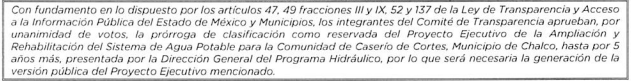 Con fundamento en lo dispuesto por los artículos 47, 49 fracciones III y IX, 52 y 137 de la Ley de Transparencia y Acceso
a la Información Pública del Estado de México y Municipios, los integrantes del Comité de Transparencia aprueban, por
unanimidad de votos, la prórroga de clasificación como reservada del Proyecto Ejecutivo de la Ampliación y
Rehabilitación del Sistema de Agua Potable para la Comunidad de Caserío de Cortes, Municipio de Chalco, hasta por 5
años más, presentada por la Dirección General del Programa Hidráulico, por lo que será necesaria la generación de la
versión pública del Proyecto Ejecutivo mencionado.